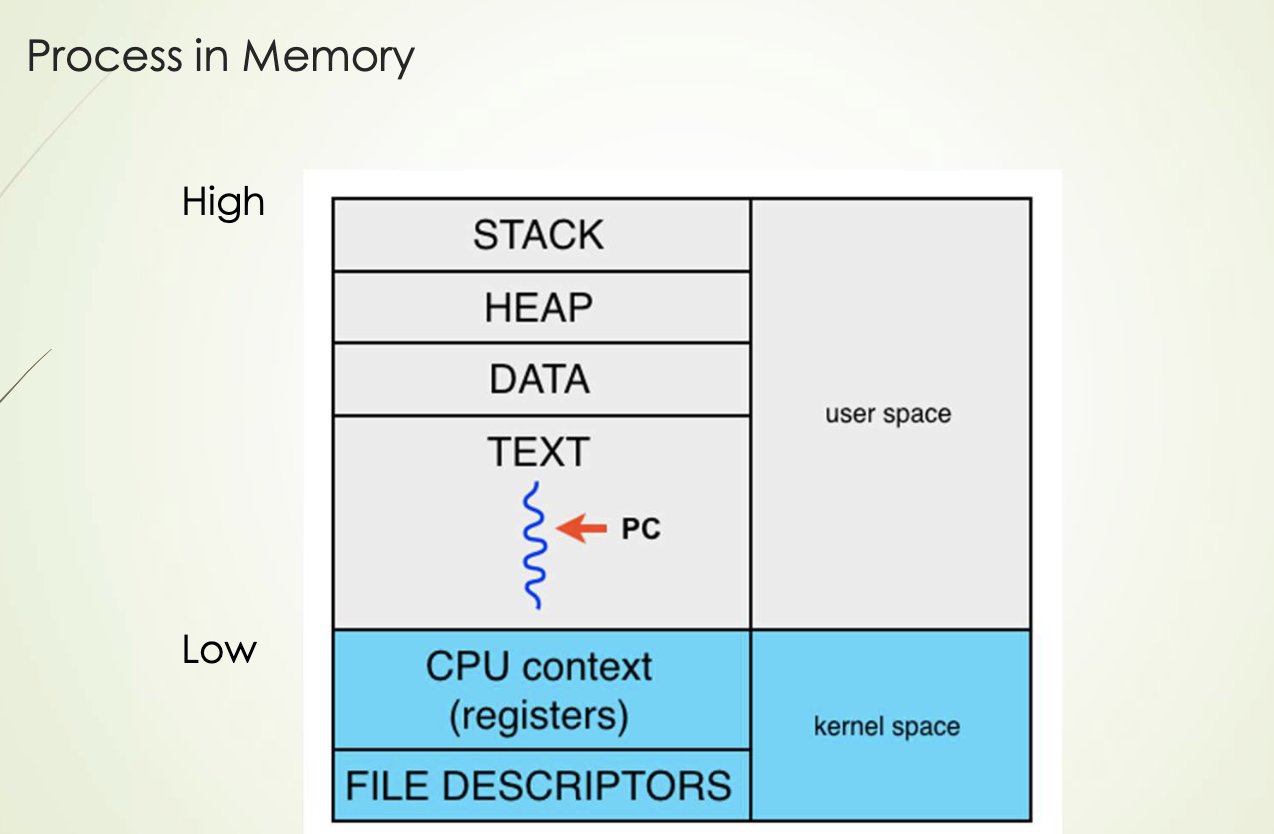 Process in Memory
High
STACK
HEAP
DATA
user space
TEXT
PC
Low
CPU context
(registers)
kernel space
FILE DESCRIPTORS